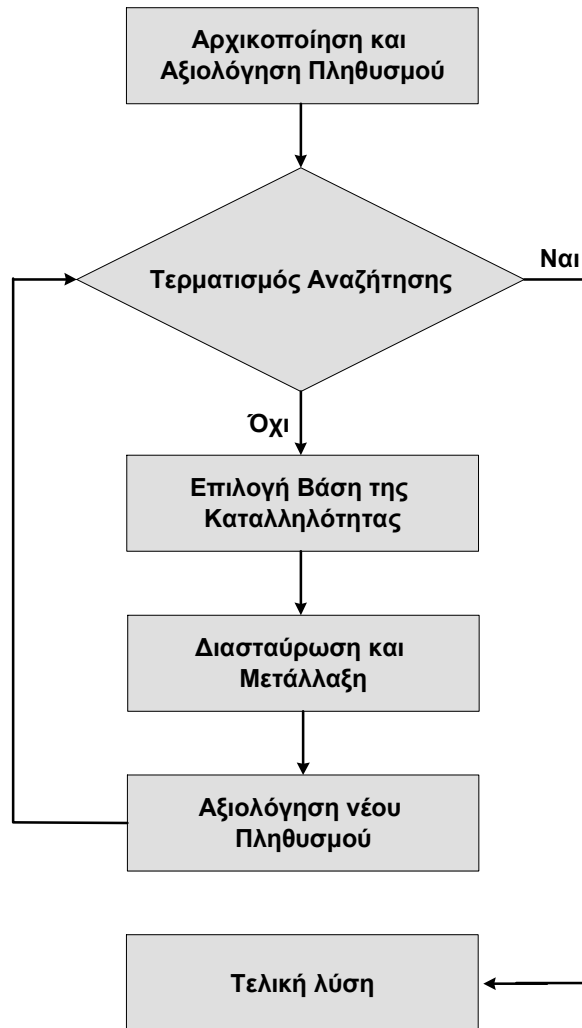 Αρχικοποίηση και
Αξιολόγηση Πληθυσμού
Τερματισμός Αναζήτησης
Ναι
Όχι
Επιλογή Βάση της
Καταλληλότητας
Διασταύρωση και
Μετάλλαξη
Αξιολόγηση νέου
Πληθυσμού
Τελική λύση